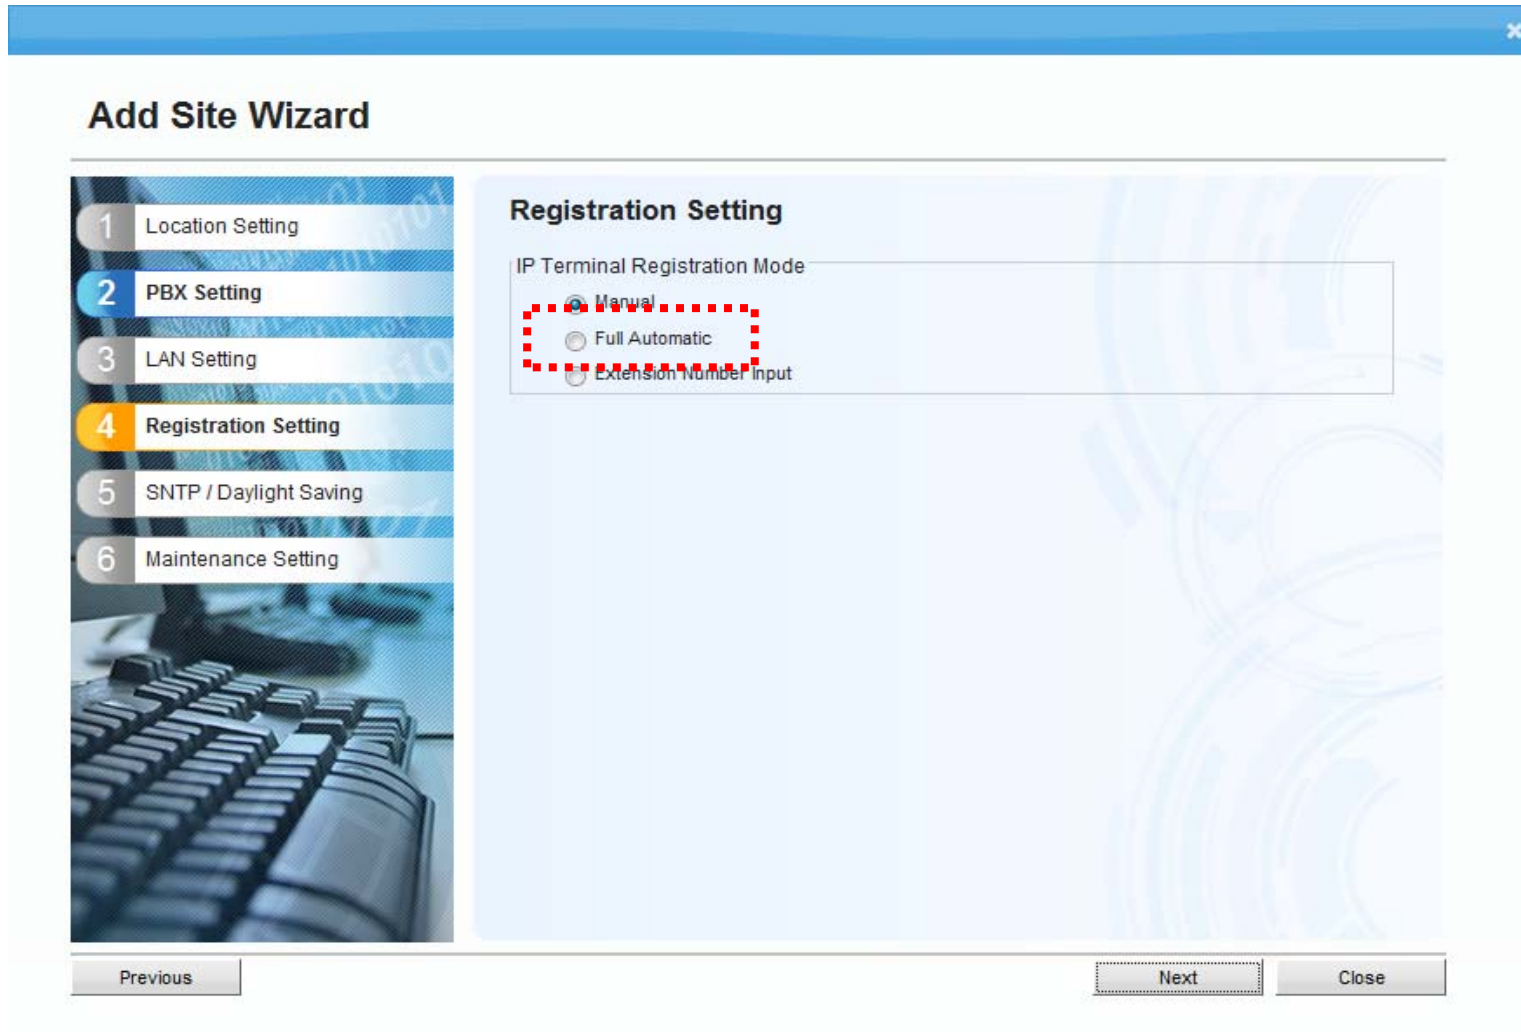 Add Site Wizard
1 Location Setting
2 PBX Setting
3 LAN Setting
4 Registration Setting
5 SNTP / Daylight Saving
6 Maintenance Setting
Registration Setting
IP Terminal Registration Mode
Manual
Full Automatic
Extension Number Input
Previous
Next
Close